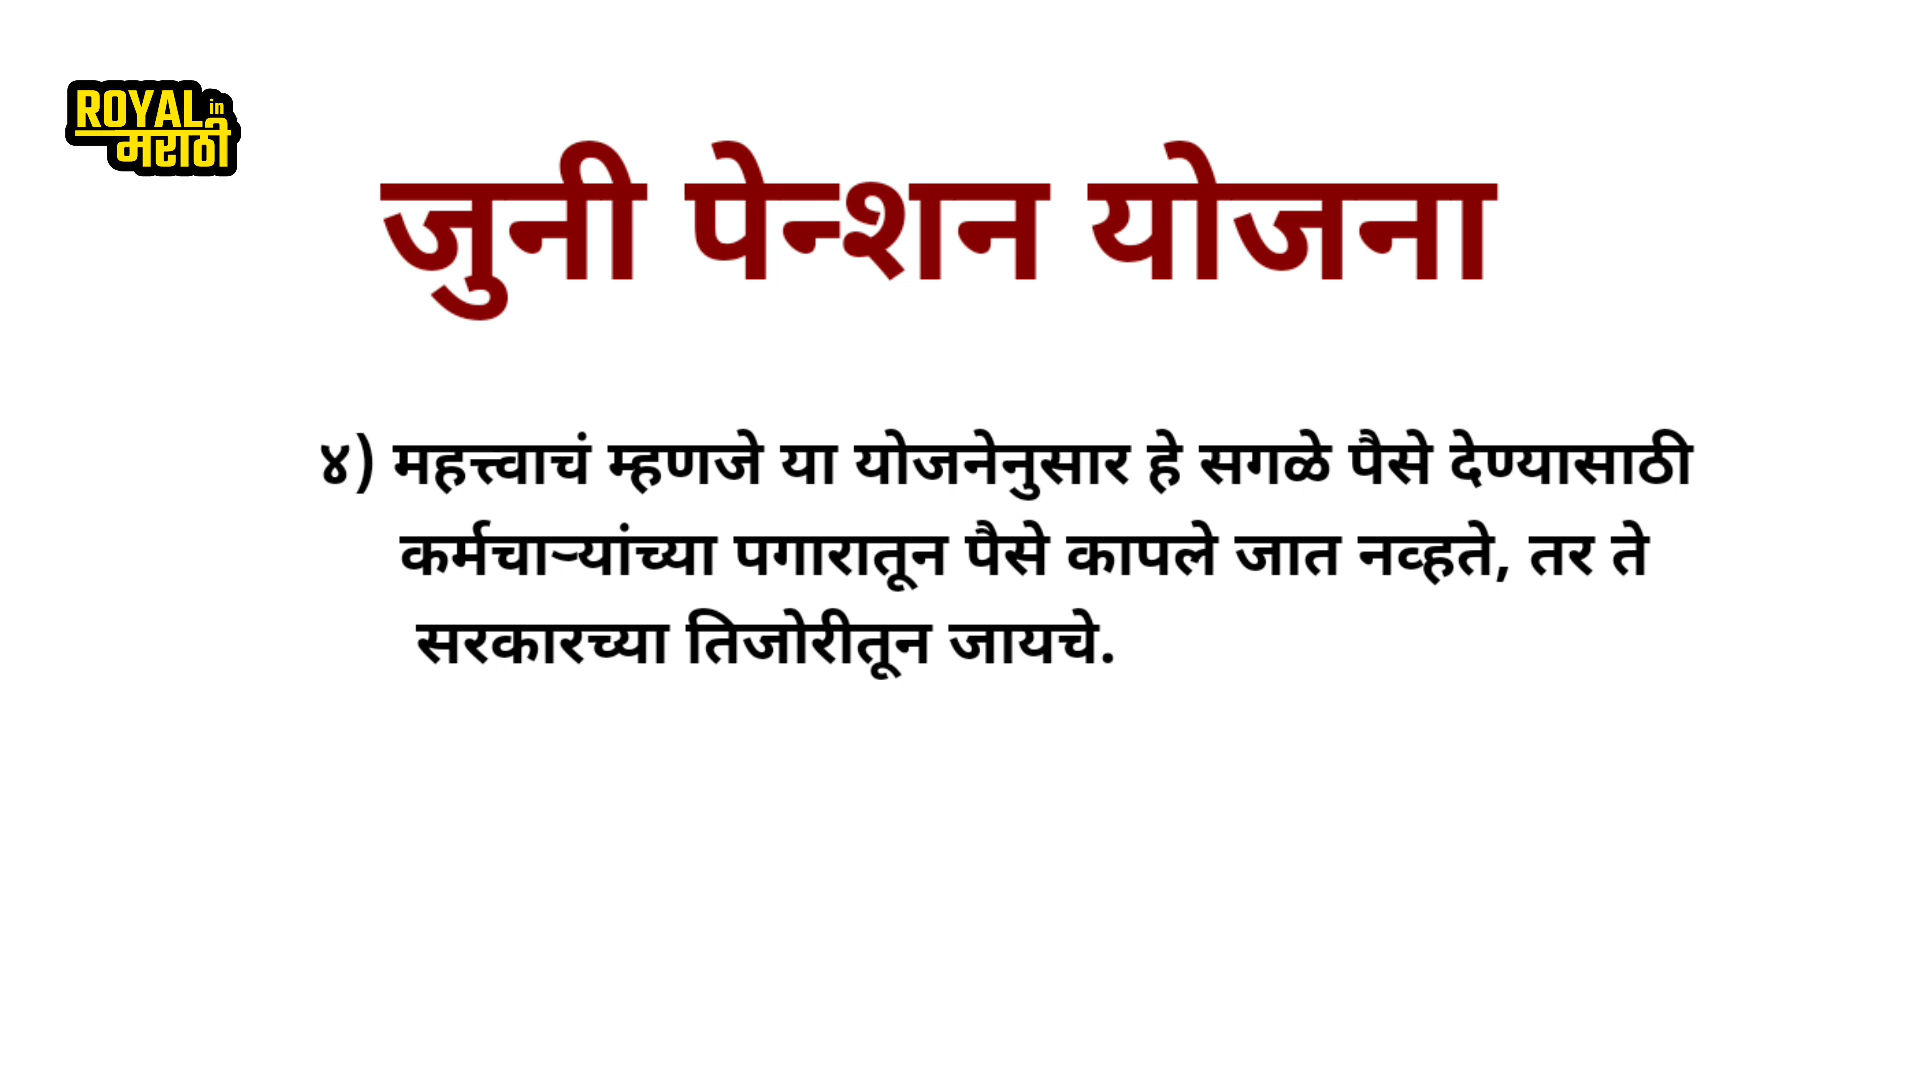 ROYAL in
मराठी
जुनी पेन्शन योजना
४) महत्त्वाचं म्हणजे या योजनेनुसार हे सगळे पैसे देण्यासाठी
कर्मचाऱ्यांच्या पगारातून पैसे कापले जात नव्हते, तर ते
सरकारच्या तिजोरीतून जायचे.